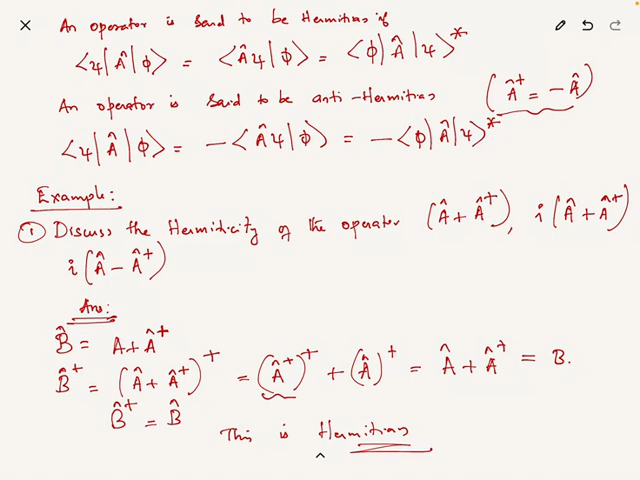 An operator is said to be Hermitian if
⟨ψ|Â|φ⟩ = ⟨Âψ|φ⟩ = ⟨φ|Â|ψ⟩*
An operator is said to be anti-Hermitian (Â† = -Â)
⟨ψ|Â|φ⟩ = -⟨Âψ|φ⟩ = -⟨φ|Â|ψ⟩*
Example:
① Discuss the Hermiticity of the operator (Â + Â†), i(Â + Â†)
i(Â - Â†)
Ans:
B̂ = A + Â†
B̂† = (Â + Â†)† = (Â†)† + (Â)† = Â + Â† = B.
B̂† = B̂
This is Hermitian